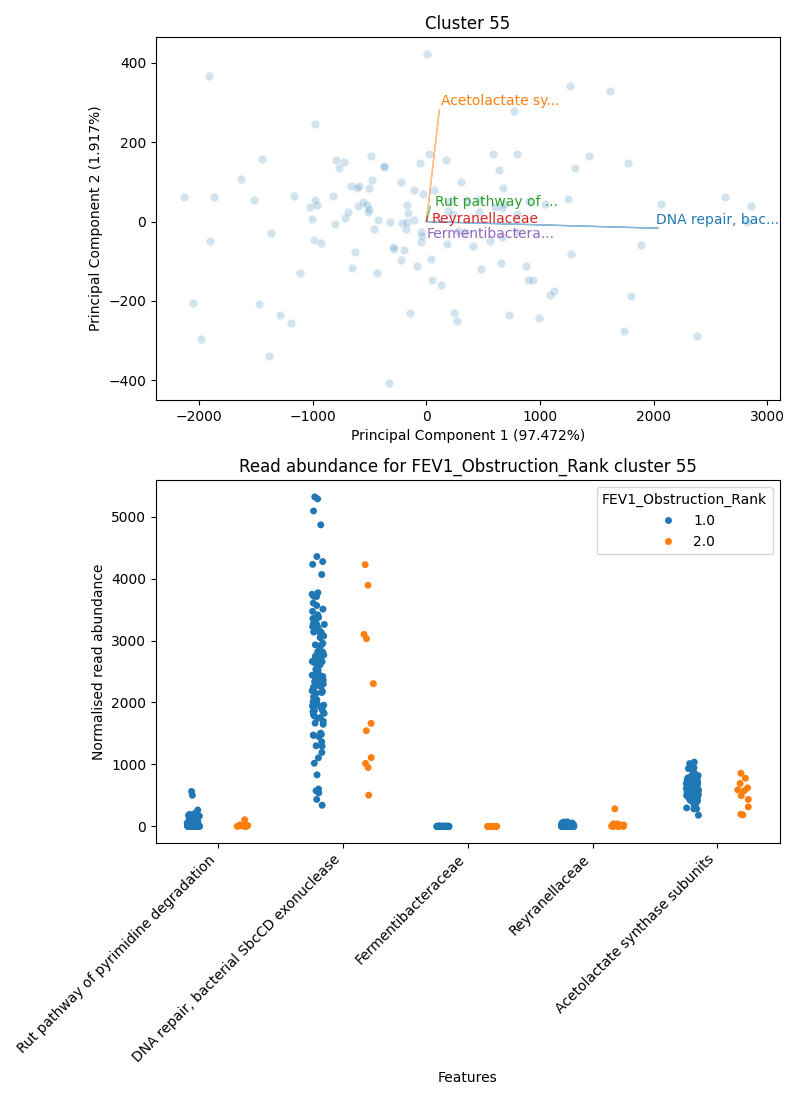 Cluster 55
400
200
0
−200
−400
Principal Component 2 (1.917%)
Acetolactate sy...
Rut pathway of ...
Reyranellaceae
Fermentibactera...
DNA repair, bac...
−2000
−1000
0
1000
2000
3000
Principal Component 1 (97.472%)
Read abundance for FEV1_Obstruction_Rank cluster 55
FEV1_Obstruction_Rank
1.0
2.0
5000
4000
3000
2000
1000
0
Normalised read abundance
Rut pathway of pyrimidine degradation
DNA repair, bacterial SbcCD exonuclease
Fermentibacteraceae
Reyranellaceae
Acetolactate synthase subunits
Features